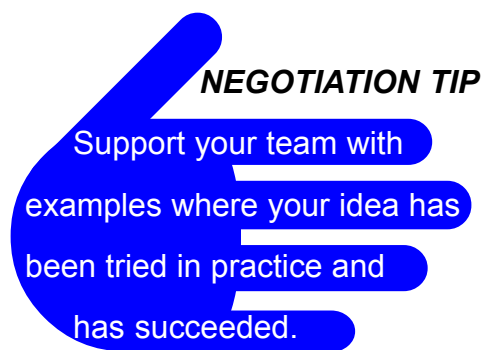 NEGOTIATION TIP
Support your team with
examples where your idea has
been tried in practice and
has succeeded.